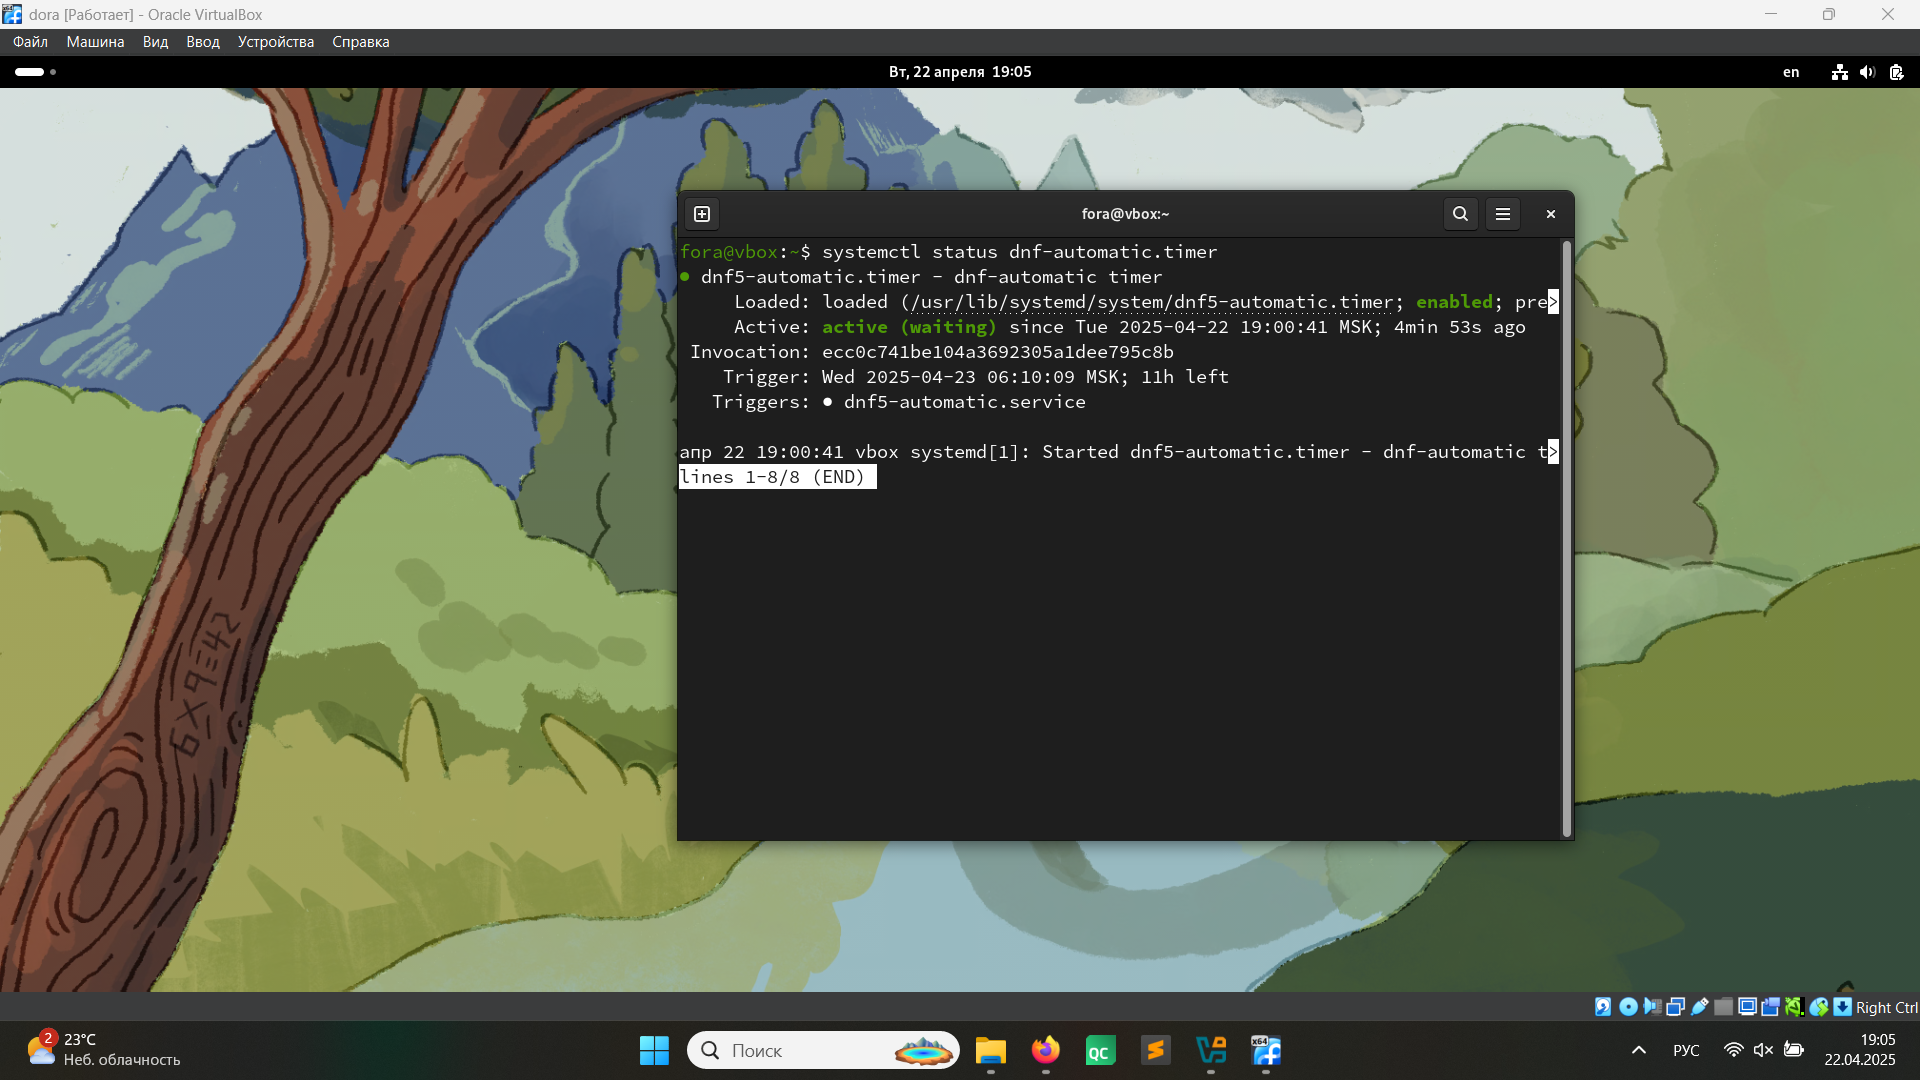 dora [Работает] - Oracle VirtualBox
Файл Машина Вид Ввод Устройства Справка
Вт, 22 апреля 19:05
en
fora@vbox:~
fora@vbox:~$ systemctl status dnf-automatic.timer
● dnf5-automatic.timer - dnf-automatic timer
Loaded: loaded (/usr/lib/systemd/system/dnf5-automatic.timer; enabled; pre>
Active: active (waiting) since Tue 2025-04-22 19:00:41 MSK; 4min 53s ago
Invocation: ecc0c741be104a3692305a1dee795c8b
Trigger: Wed 2025-04-23 06:10:09 MSK; 11h left
Triggers: ● dnf5-automatic.service
апр 22 19:00:41 vbox systemd[1]: Started dnf5-automatic.timer - dnf-automatic t>
lines 1-8/8 (END)
6×9=42
Right Ctrl
2
23°C
Неб. облачность
Поиск
QC
x64
РУС
19:05
22.04.2025